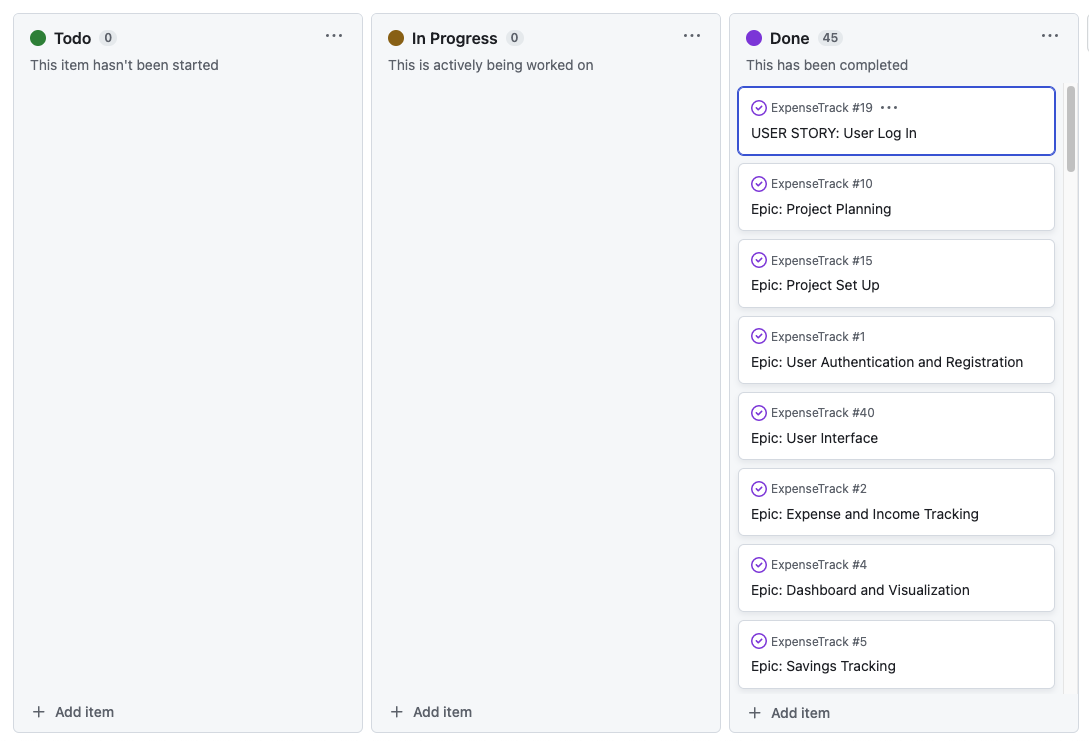 Todo 0
This item hasn't been started
Add item
In Progress 0
This is actively being worked on
Add item
Done 45
This has been completed
ExpenseTrack #19
USER STORY: User Log In
ExpenseTrack #10
Epic: Project Planning
ExpenseTrack #15
Epic: Project Set Up
ExpenseTrack #1
Epic: User Authentication and Registration
ExpenseTrack #40
Epic: User Interface
ExpenseTrack #2
Epic: Expense and Income Tracking
ExpenseTrack #4
Epic: Dashboard and Visualization
ExpenseTrack #5
Epic: Savings Tracking
Add item